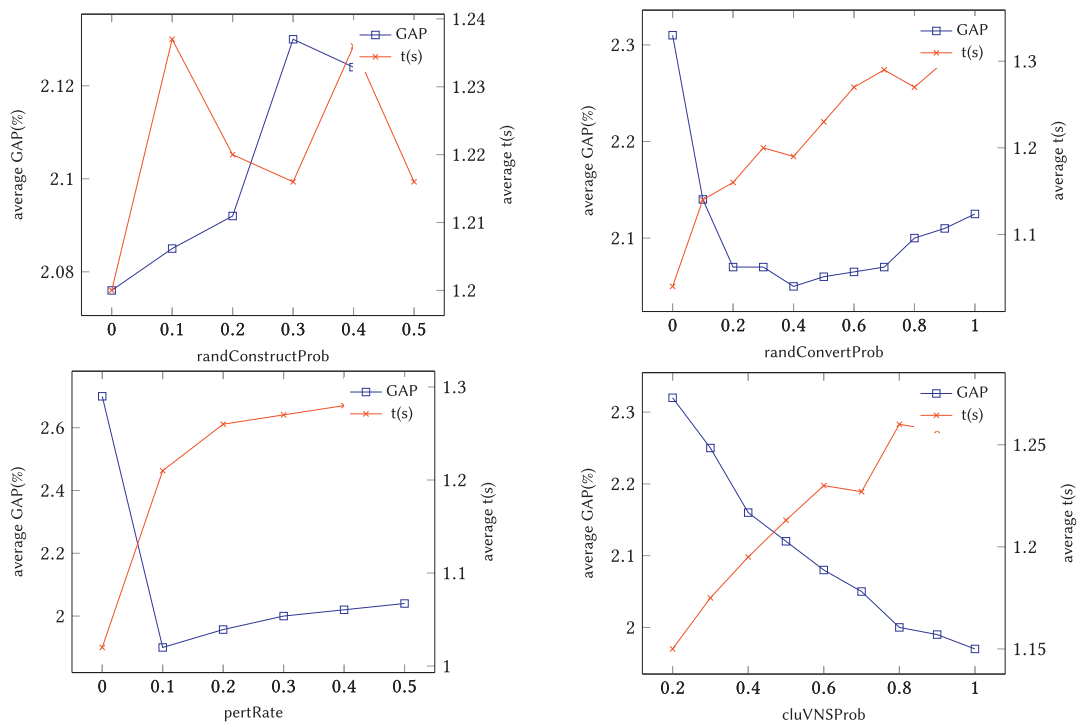 GAP
t(s)
2.12
2.1
2.08
1.24
1.23
1.22
1.21
1.2
average GAP(%)
average t(s)
0 0.1 0.2 0.3 0.4 0.5
randConstructProb
GAP
t(s)
2.3
2.2
2.1
1.3
1.2
1.1
average GAP(%)
average t(s)
0 0.2 0.4 0.6 0.8 1
randConvertProb
GAP
t(s)
2.6
2.4
2.2
2
1.3
1.2
1.1
1
average GAP(%)
average t(s)
0 0.1 0.2 0.3 0.4 0.5
pertRate
GAP
t(s)
2.3
2.2
2.1
2
1.25
1.2
1.15
average GAP(%)
average t(s)
0.2 0.4 0.6 0.8 1
cluVNSProb